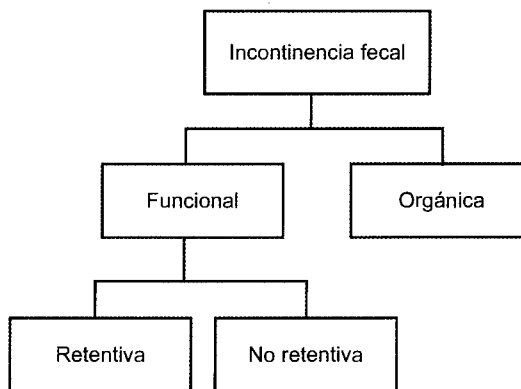 Incontinencia fecal
Funcional
Orgánica
Retentiva
No retentiva